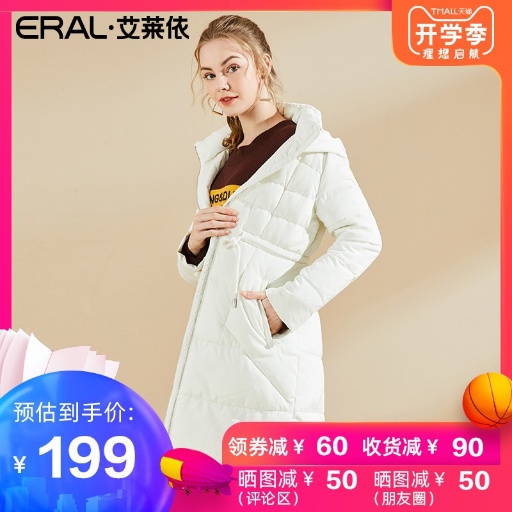 ERAL·艾莱依
TMALL天猫
开学季
理想启航
NG&DL
预估到手价:
¥ 199
领券减¥ 60 收货减¥ 90
晒图减¥ 50 晒图减¥ 50
(评论区) (朋友圈)